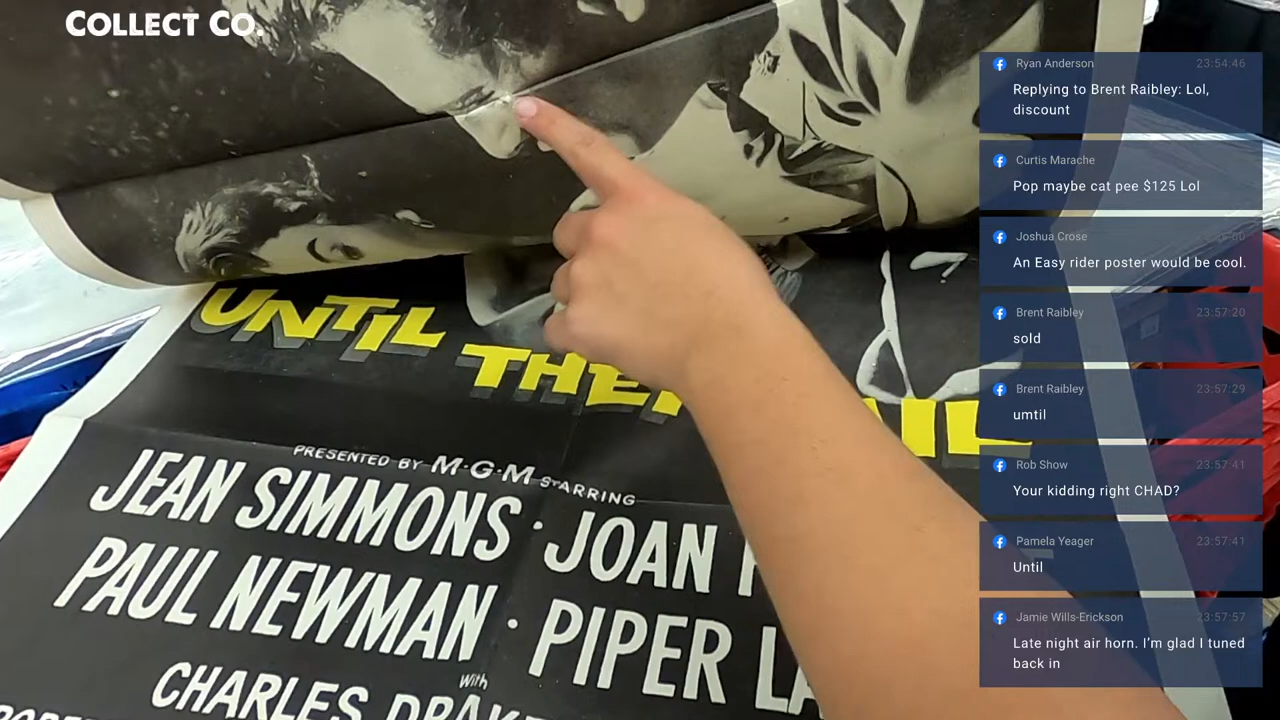 COLLECT CO.
UNTIL
PRESENTED BY M·G·M STARRING
JEAN SIMMONS · JOAN
PAUL NEWMAN · PIPER
With
CHARLES
Ryan Anderson 23:54:46
Replying to Brent Raibley: Lol,
discount
Curtis Marache
Pop maybe cat pee $125 Lol
Joshua Crose
An Easy rider poster would be cool.
Brent Raibley 23:57:20
sold
Brent Raibley 23:57:29
umtil
Rob Show 23:57:41
Your kidding right CHAD?
Pamela Yeager 23:57:41
Until
Jamie Wills-Erickson 23:57:57
Late night air horn. I'm glad I tuned
back in